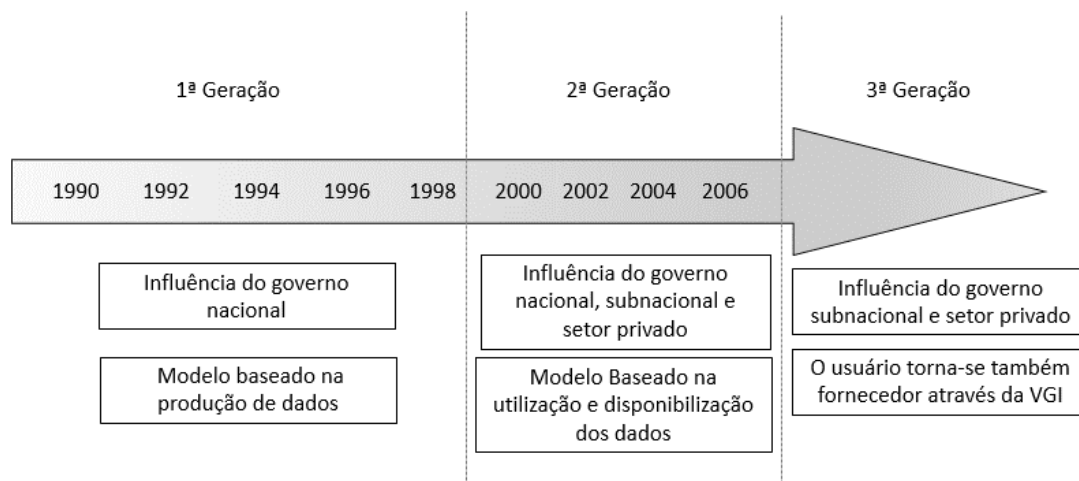 1ª Geração
2ª Geração
3ª Geração
1990 1992 1994 1996 1998 2000 2002 2004 2006
Influência do governo
nacional
Influência do governo
nacional, subnacional e
setor privado
Influência do governo
subnacional e setor privado
Modelo baseado na
produção de dados
Modelo Baseado na
utilização e disponibilização
dos dados
O usuário torna-se também
fornecedor através da VGI